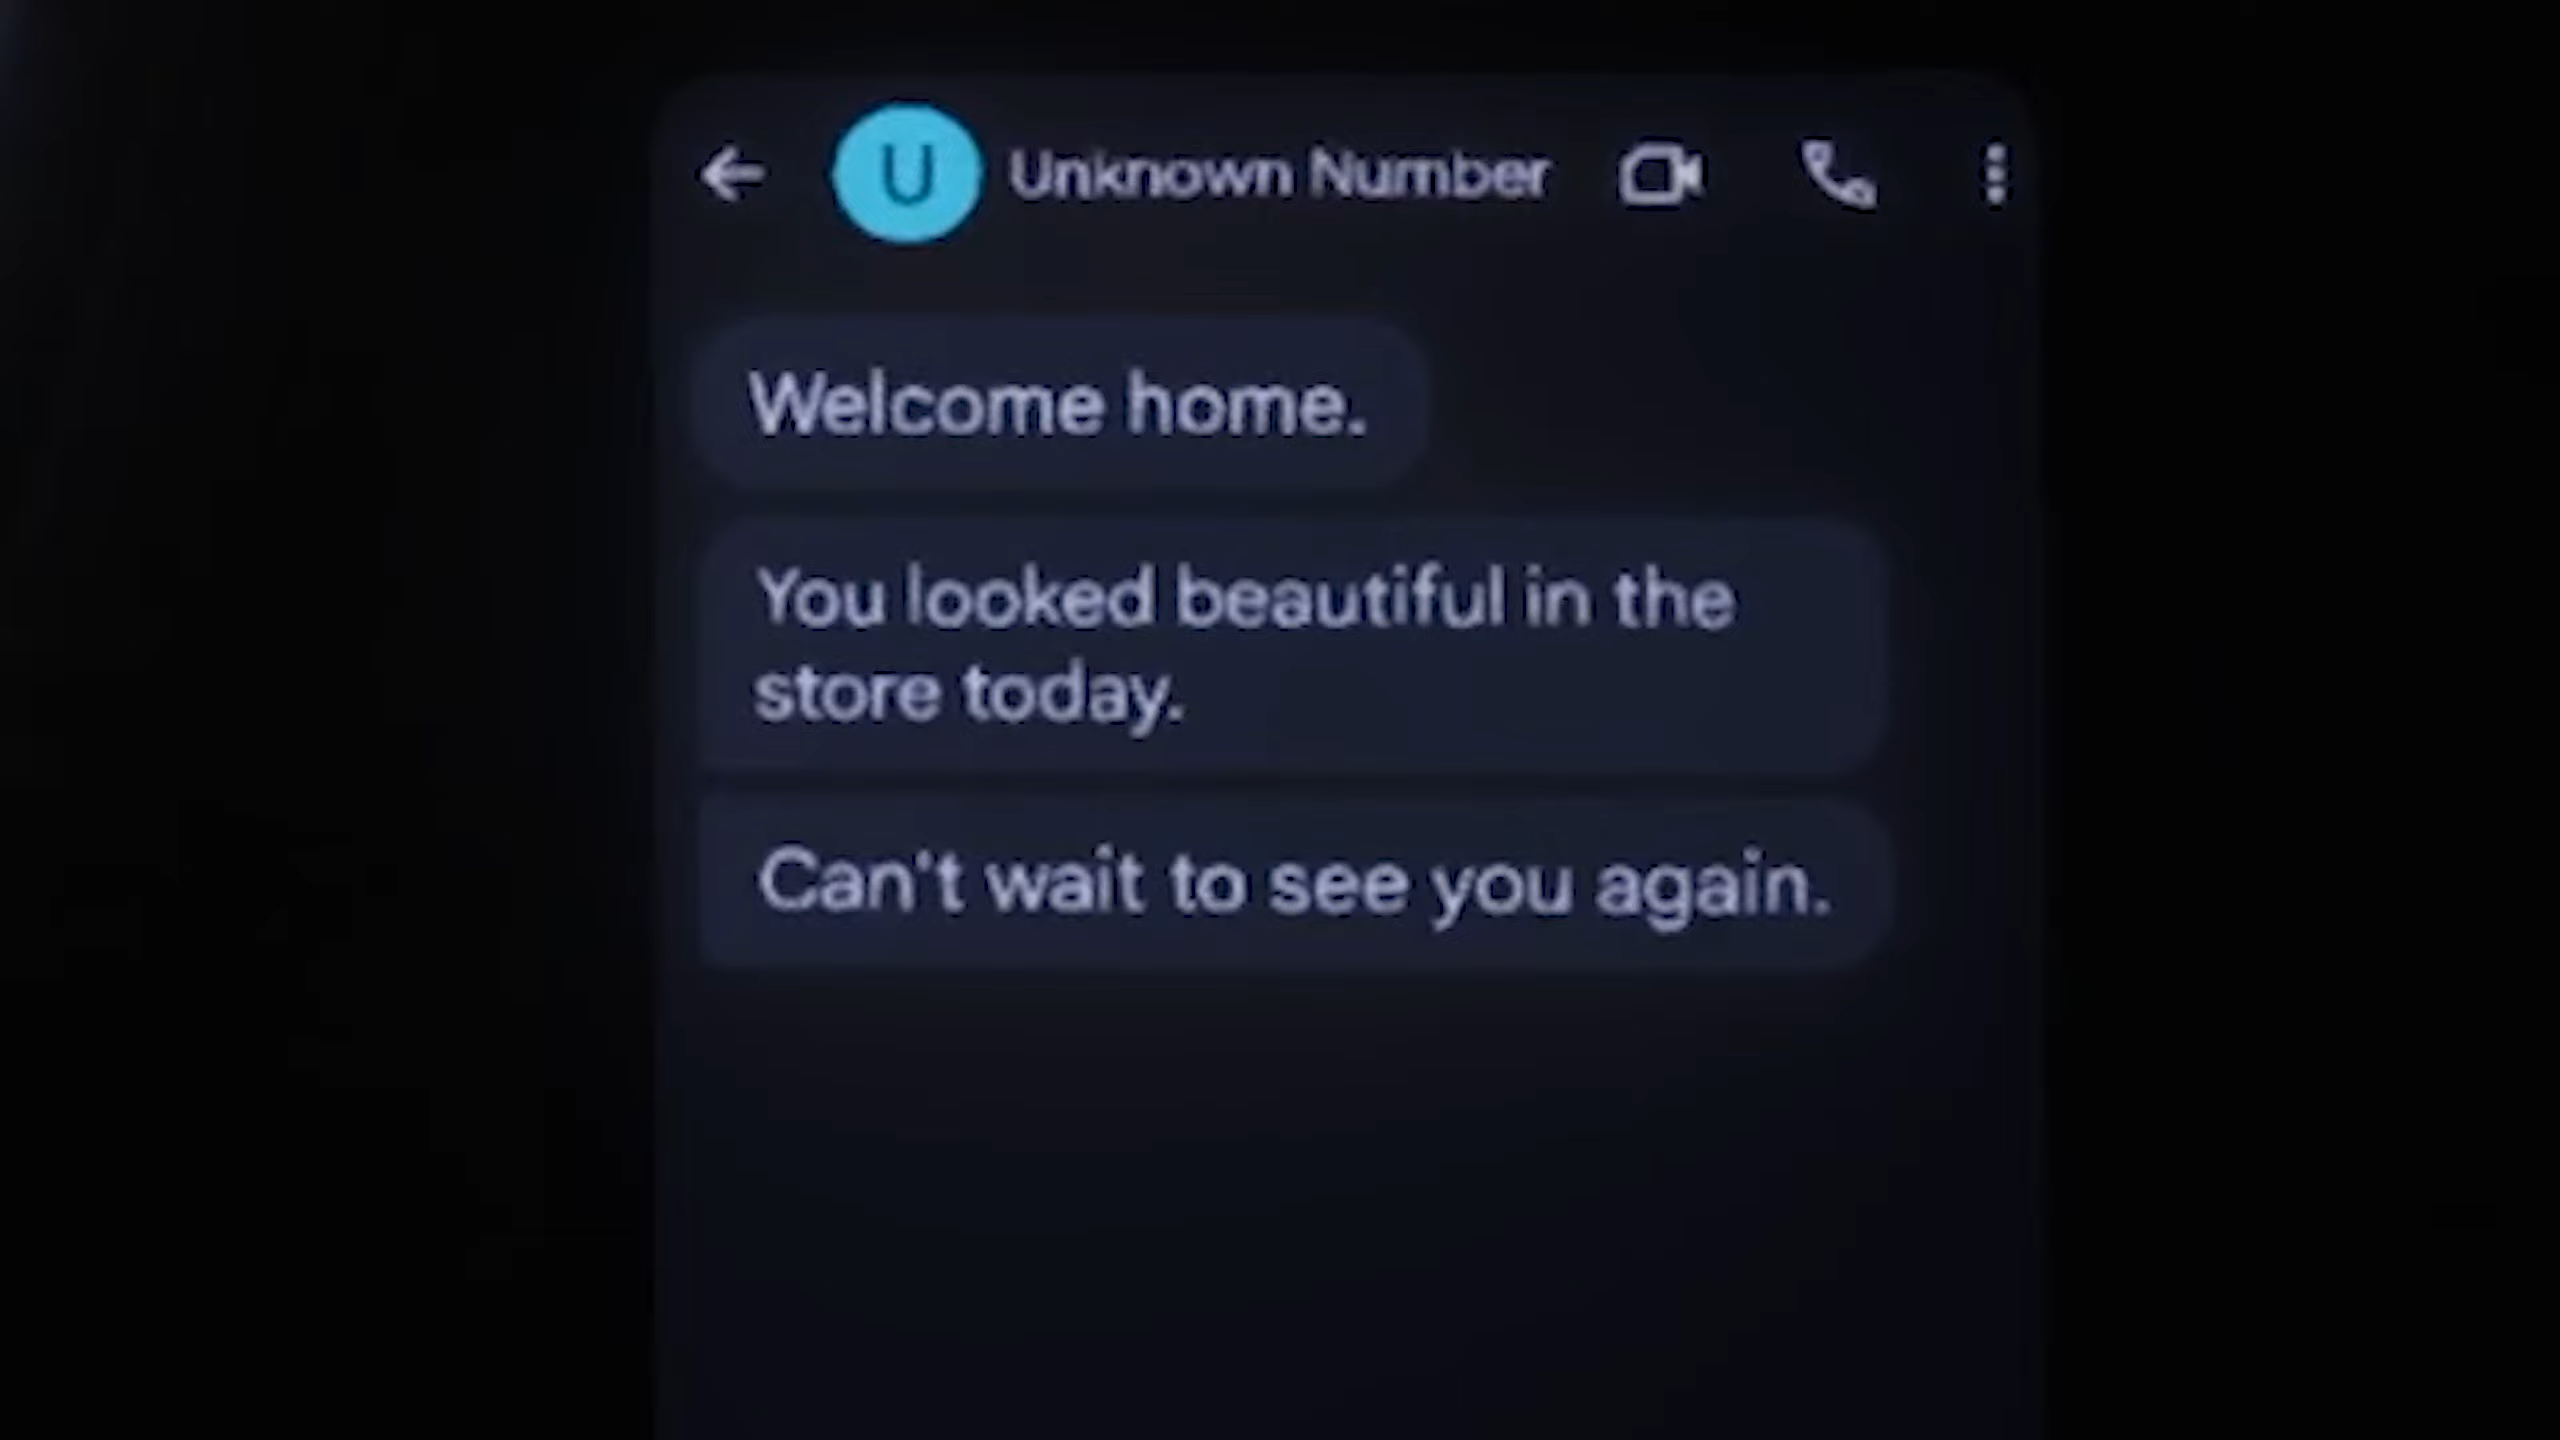 U Unknown Number
Welcome home.
You looked beautiful in the
store today.
Can't wait to see you again.